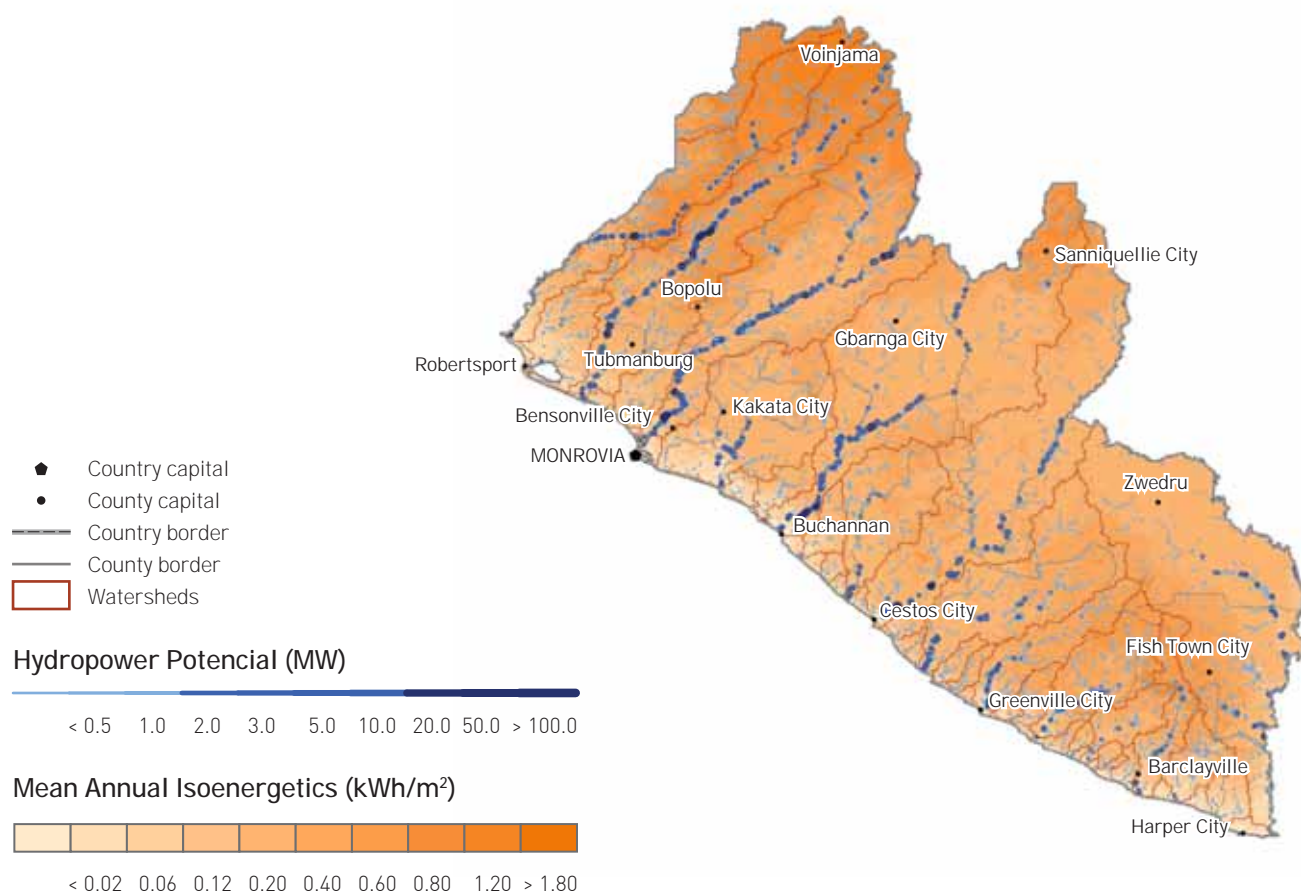 Voinjama
Sanniquellie City
Bopolu
Gbarnga City
Tubmanburg
Robertsport
Kakata City
Bensonville City
MONROVIA
Zwedru
Buchannan
Cestos City
Fish Town City
Greenville City
Barclayville
Harper City
Country capital
County capital
Country border
County border
Watersheds
Hydropower Potencial (MW)
< 0.5 1.0 2.0 3.0 5.0 10.0 20.0 50.0 > 100.0
Mean Annual Isoenergetics (kWh/m²)
< 0.02 0.06 0.12 0.20 0.40 0.60 0.80 1.20 > 1.80